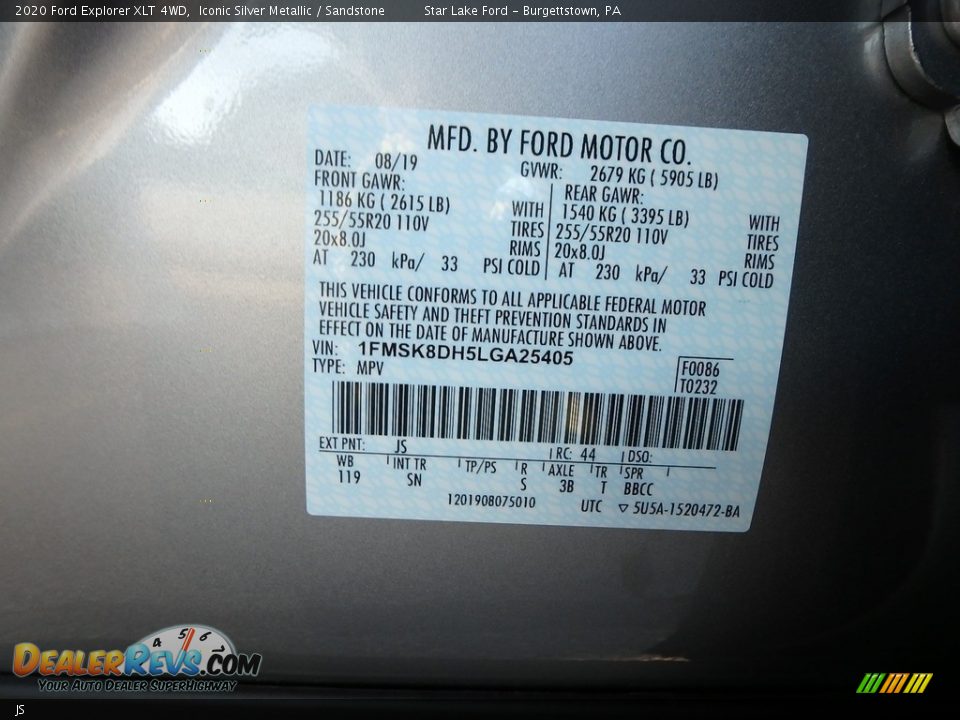 2020 Ford Explorer XLT 4WD, Iconic Silver Metallic / Sandstone Star Lake Ford – Burgettstown, PA
MFD. BY FORD MOTOR CO.
DATE: 08/19 GVWR: 2679 KG ( 5905 LB)
FRONT GAWR: REAR GAWR:
1186 KG ( 2615 LB) WITH 1540 KG ( 3395 LB) WITH
255/55R20 110V TIRES 255/55R20 110V TIRES
20x8.0J RIMS 20x8.0J RIMS
AT 230 kPa/ 33 PSI COLD AT 230 kPa/ 33 PSI COLD
THIS VEHICLE CONFORMS TO ALL APPLICABLE FEDERAL MOTOR
VEHICLE SAFETY AND THEFT PREVENTION STANDARDS IN
EFFECT ON THE DATE OF MANUFACTURE SHOWN ABOVE.
VIN: 1FMSK8DH5LGA25405
TYPE: MPV F0086
T0232
EXT PNT: JS RC: 44 DSO:
WB INT TR TP/PS R AXLE TR SPR
119 SN S 3B T BBCC
1201908075010 UTC ▽ 5U5A-1520472-BA
4 5 6
DEALERREVS.COM
YOUR AUTO DEALER SUPERHIGHWAY
JS